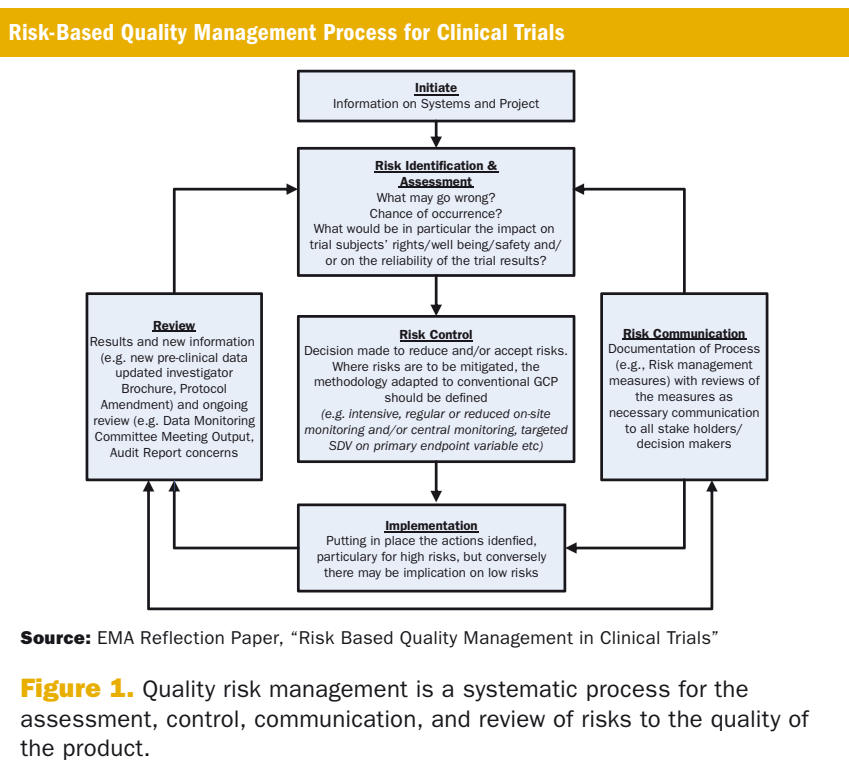 Risk-Based Quality Management Process for Clinical Trials
Initiate
Information on Systems and Project
Risk Identification &
Assessment
What may go wrong?
Chance of occurrence?
What would be in particular the impact on
trial subjects' rights/well being/safety and/
or on the reliability of the trial results?
Review
Results and new information
(e.g. new pre-clinical data
updated investigator
Brochure, Protocol
Amendment) and ongoing
review (e.g. Data Monitoring
Committee Meeting Output,
Audit Report concerns
Risk Control
Decision made to reduce and/or accept risks.
Where risks are to be mitigated, the
methodology adapted to conventional GCP
should be defined
(e.g. intensive, regular or reduced on-site
monitoring and/or central monitoring, targeted
SDV on primary endpoint variable etc)
Risk Communication
Documentation of Process
(e.g., Risk management
measures) with reviews of
the measures as
necessary communication
to all stake holders/
decision makers
Implementation
Putting in place the actions idenfied,
particulary for high risks, but conversely
there may be implication on low risks
Source: EMA Reflection Paper, “Risk Based Quality Management in Clinical Trials”
Figure 1. Quality risk management is a systematic process for the
assessment, control, communication, and review of risks to the quality of
the product.